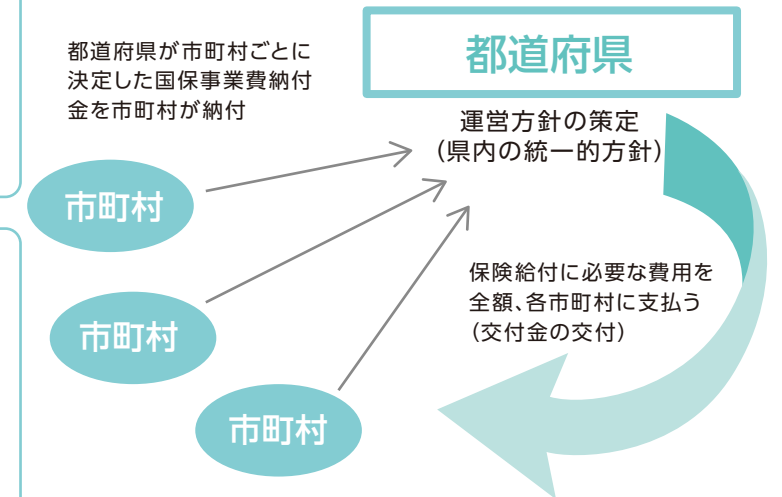 都道府県が市町村ごとに
決定した国保事業費納付
金を市町村が納付
都道府県
運営方針の策定
（県内の統一的方針）
市町村
市町村
市町村
保険給付に必要な費用を
全額、各市町村に支払う
（交付金の交付）